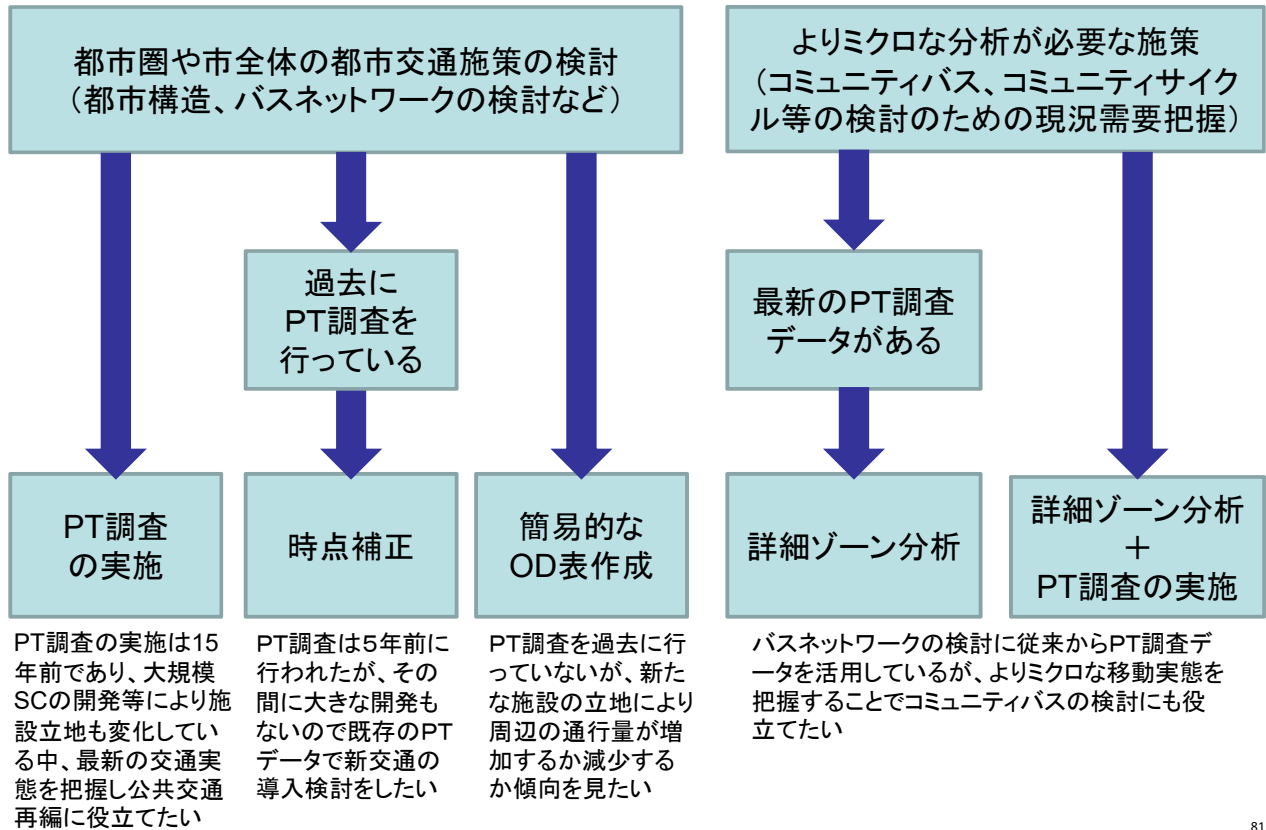 都市圏や市全体の都市交通施策の検討
（都市構造、バスネットワークの検討など）
よりミクロな分析が必要な施策
（コミュニティバス、コミュニティサイク
ル等の検討のための現況需要把握）
過去に
PT調査を
行っている
最新のPT調査
データがある
PT調査
の実施
時点補正
簡易的な
OD表作成
詳細ゾーン分析
詳細ゾーン分析
＋
PT調査の実施
PT調査の実施は15
年前であり、大規模
SCの開発等により施
設立地も変化してい
る中、最新の交通実
態を把握し公共交通
再編に役立てたい
PT調査は５年前に
行われたが、その
間に大きな開発も
ないので既存のPT
データで新交通の
導入検討をしたい
PT調査を過去に行
っていないが、新た
な施設の立地により
周辺の通行量が増
加するか減少する
か傾向を見たい
バスネットワークの検討に従来からPT調査デ
ータを活用しているが、よりミクロな移動実態を
把握することでコミュニティバスの検討にも役
立てたい
81